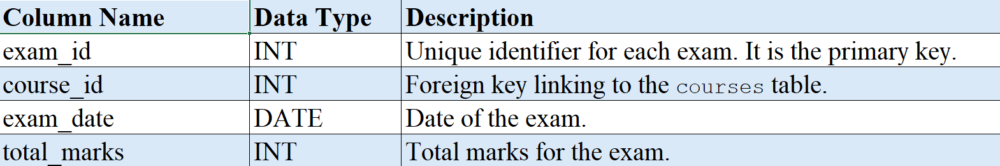 Column Name Data Type Description
exam_id INT Unique identifier for each exam. It is the primary key.
course_id INT Foreign key linking to the courses table.
exam_date DATE Date of the exam.
total_marks INT Total marks for the exam.